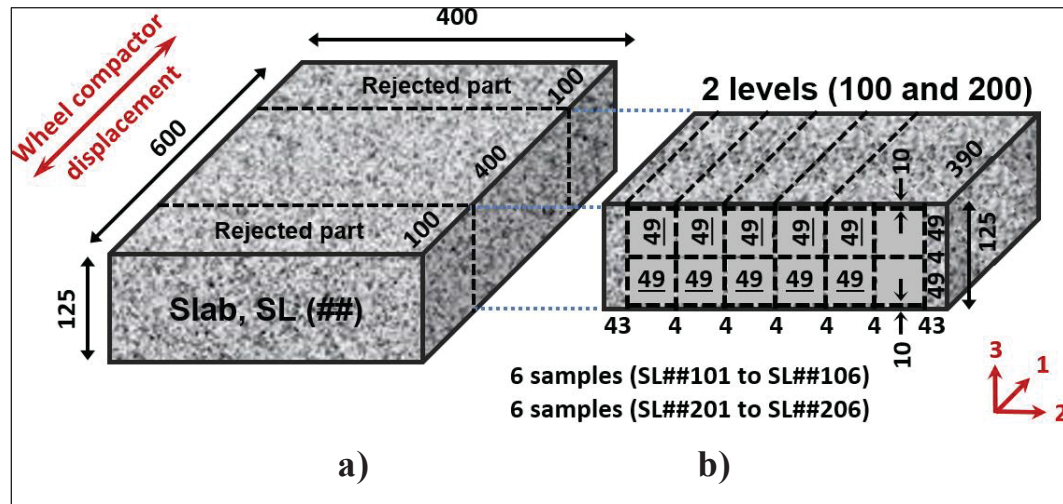 400
Wheel compactor
displacement
600
Rejected part
100
400
Rejected part
100
125
Slab, SL (##)
a)
2 levels (100 and 200)
10
390
49 49 49 49 49
49
4
49
125
49 49 49 49 49
43 4 4 4 4 4 43
10
6 samples (SL##101 to SL##106)
6 samples (SL##201 to SL##206)
3
1
2
b)